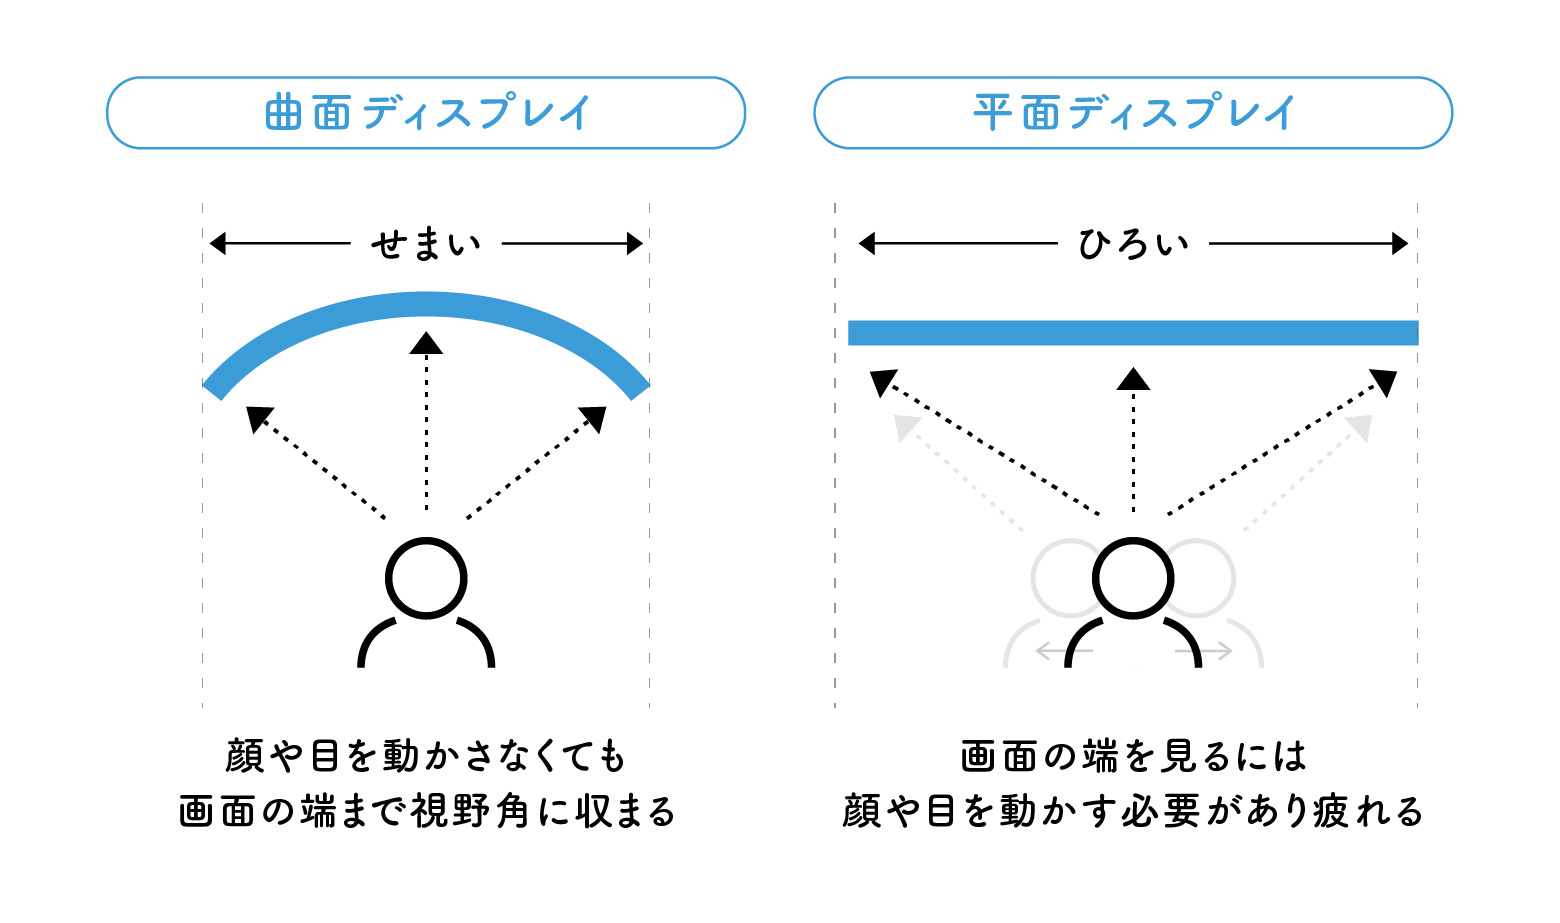 曲面ディスプレイ
せまい
顔や目を動かさなくても
画面の端まで視野角に収まる
平面ディスプレイ
ひろい
画面の端を見るには
顔や目を動かす必要があり疲れる